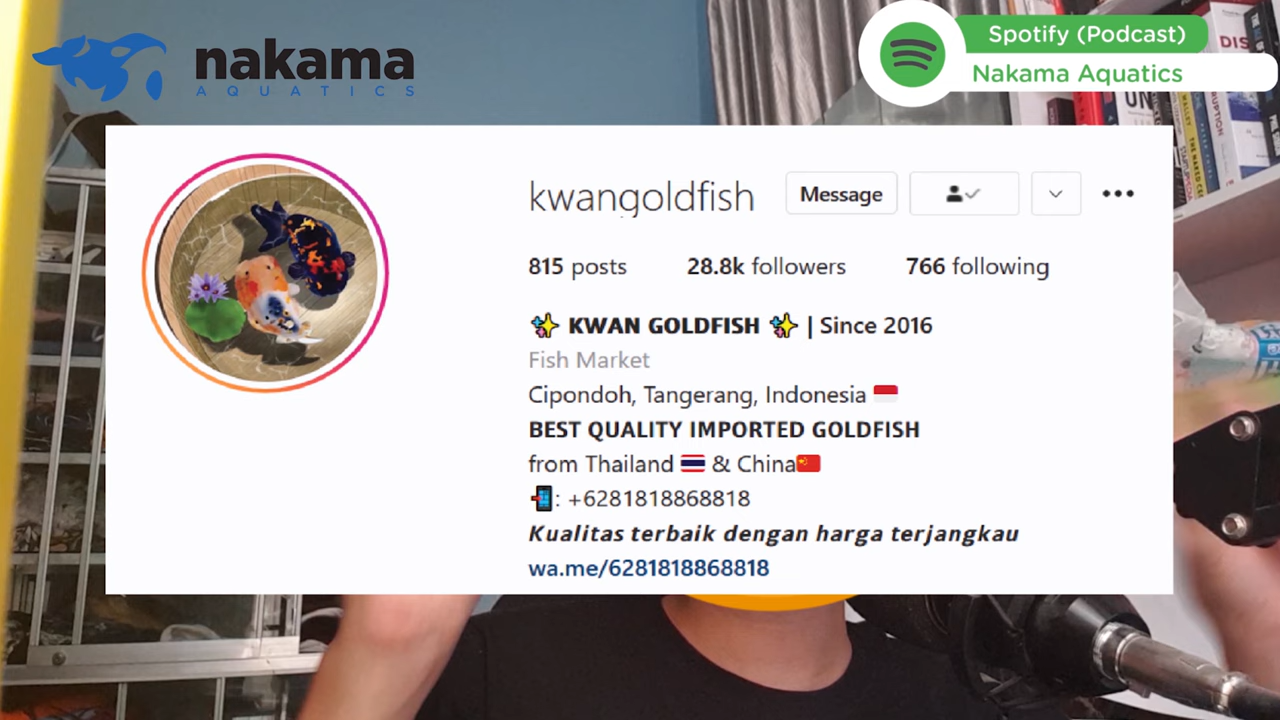 nakama
AQUATICS
Spotify (Podcast)
Nakama Aquatics
kwangoldfish
Message
815 posts
28.8k followers
766 following
✨ KWAN GOLDFISH ✨ | Since 2016
Fish Market
Cipondoh, Tangerang, Indonesia 🇮🇩
BEST QUALITY IMPORTED GOLDFISH
from Thailand 🇹🇭 & China🇨🇳
📲: +6281818868818
Kualitas terbaik dengan harga terjangkau
wa.me/6281818868818
DIS